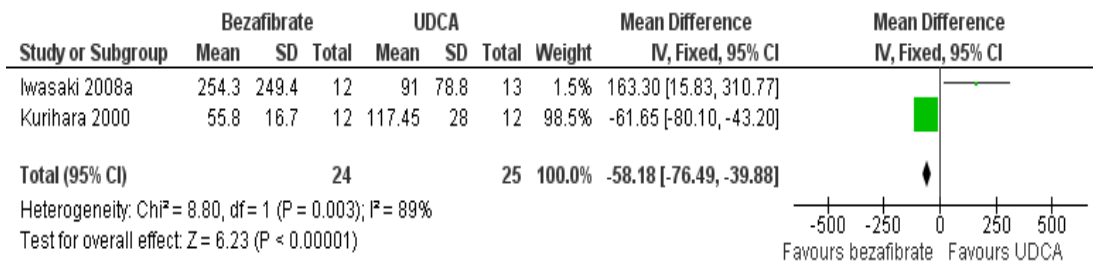 Bezafibrate UDCA Mean Difference Mean Difference
Study or Subgroup Mean SD Total Mean SD Total Weight IV, Fixed, 95% CI IV, Fixed, 95% CI
Iwasaki 2008a 254.3 249.4 12 91 78.8 13 1.5% 163.30 [15.83, 310.77]
Kurihara 2000 55.8 16.7 12 117.45 28 12 98.5% -61.65 [-80.10, -43.20]
Total (95% CI) 24 25 100.0% -58.18 [-76.49, -39.88]
Heterogeneity: Chi² = 8.80, df = 1 (P = 0.003); I² = 89%
Test for overall effect: Z = 6.23 (P < 0.00001)
-500 -250 0 250 500
Favours bezafibrate Favours UDCA